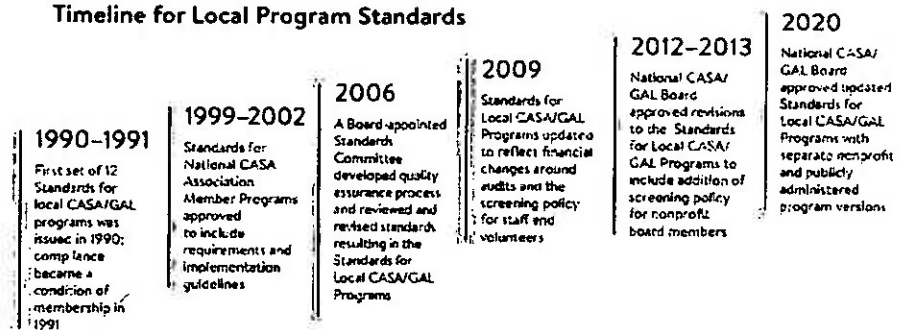 Timeline for Local Program Standards
1990–1991
First set of 12
Standards for
local CASA/GAL
programs was
issued in 1990;
compliance
became a
condition of
membership in
1991
1999–2002
Standards for
National CASA
Association
Member Programs
approved
to include
requirements and
implementation
guidelines
2006
A Board-appointed
Standards
Committee
developed quality
assurance process
and reviewed and
revised standards
resulting in the
Standards for
Local CASA/GAL
Programs
2009
Standards for
Local CASA/GAL
Programs updated
to reflect financial
changes around
audits and the
screening policy
for staff and
volunteers
2012–2013
National CASA/
GAL Board
approved revisions
to the Standards
for Local CASA/
GAL Programs to
include addition of
screening policy
for nonprofit
board members
2020
National CASA/
GAL Board
approved updated
Standards for
Local CASA/GAL
Programs with
separate nonprofit
and publicly
administered
program versions